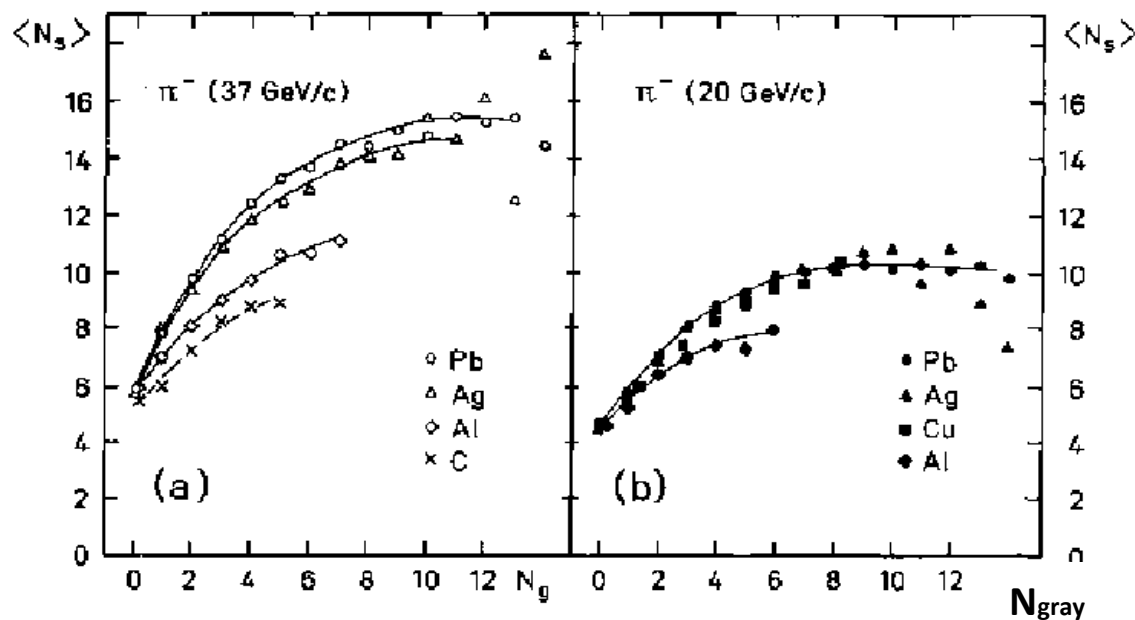 ⟨Nₛ⟩
⟨Nₛ⟩
π⁻ (37 GeV/c)
π⁻ (20 GeV/c)
16
14
12
10
8
6
4
2
0
16
14
12
10
8
6
4
2
0
Pb
Ag
Al
C
Pb
Ag
Cu
Al
(a)
(b)
0 2 4 6 8 10 12 N_g
0 2 4 6 8 10 12
N_gray